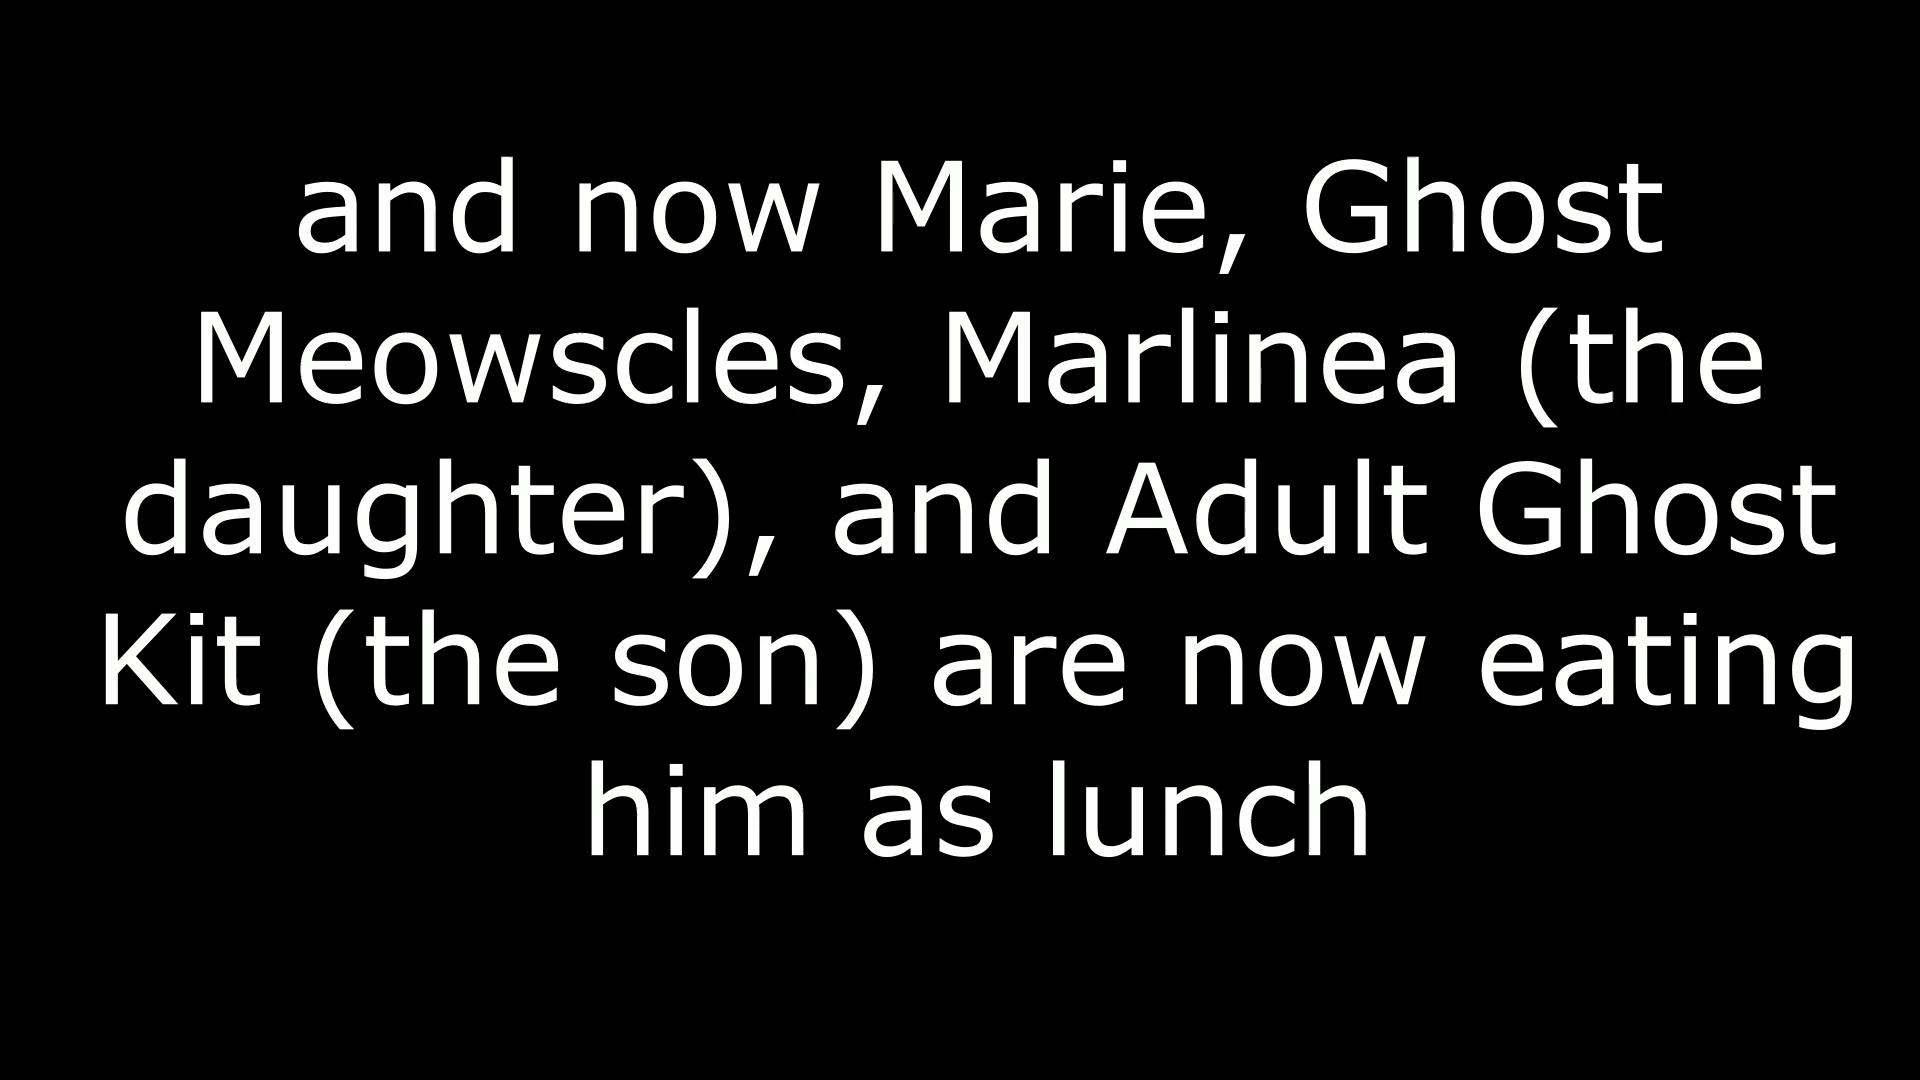 and now Marie, Ghost
Meowscles, Marlinea (the
daughter), and Adult Ghost
Kit (the son) are now eating
him as lunch